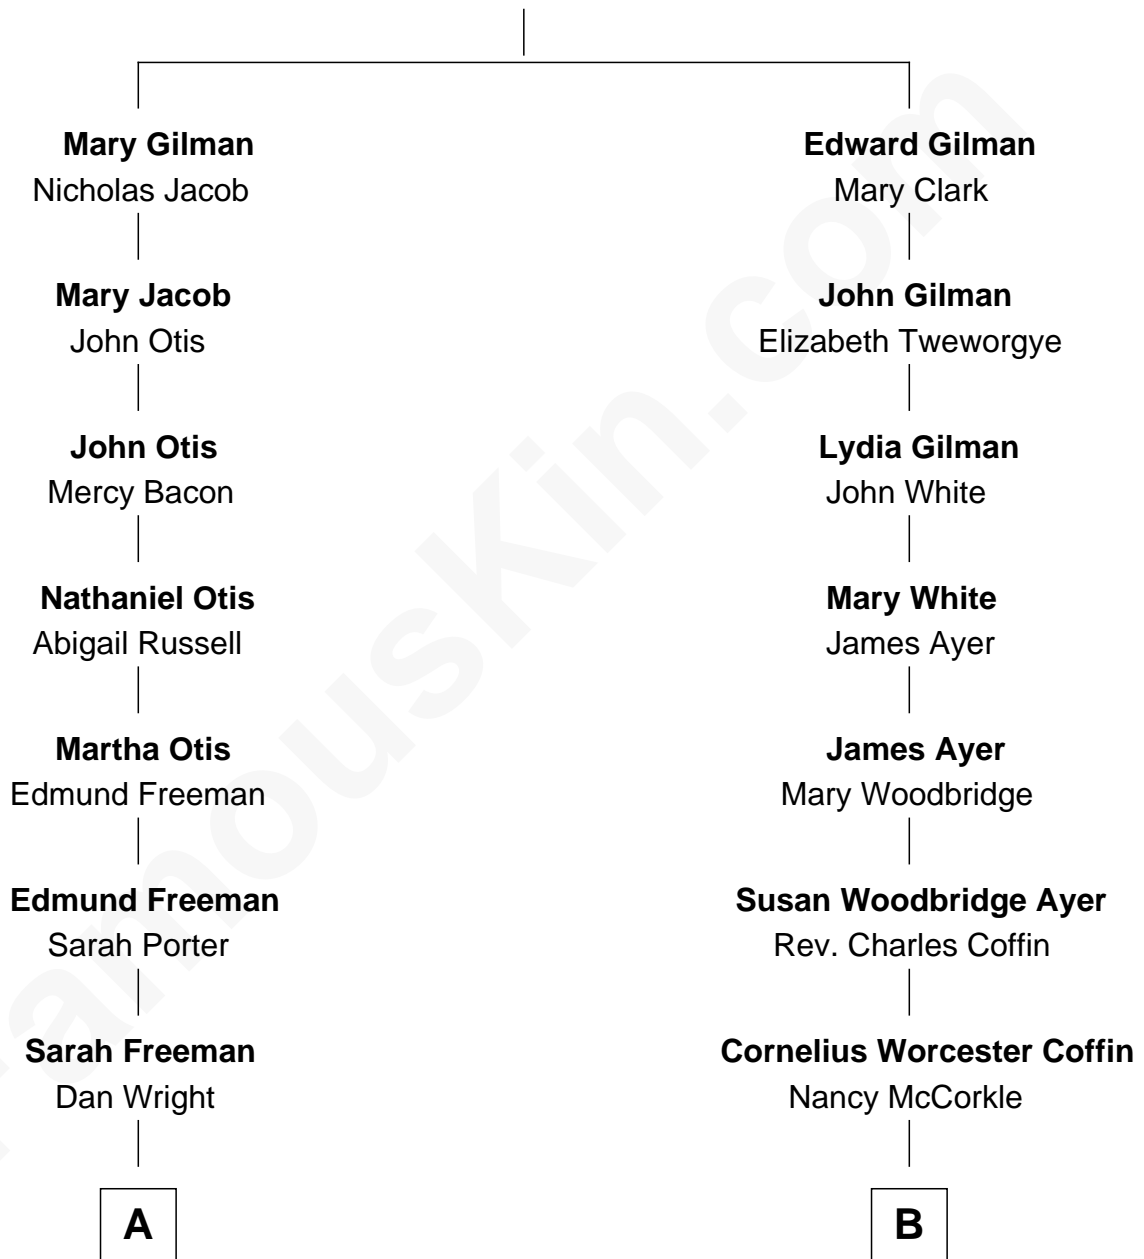 Mary Gilman
Nicholas Jacob
Mary Jacob
John Otis
John Otis
Mercy Bacon
Nathaniel Otis
Abigail Russell
Martha Otis
Edmund Freeman
Edmund Freeman
Sarah Porter
Sarah Freeman
Dan Wright
A
Edward Gilman
Mary Clark
John Gilman
Elizabeth Tweworgye
Lydia Gilman
John White
Mary White
James Ayer
James Ayer
Mary Woodbridge
Susan Woodbridge Ayer
Rev. Charles Coffin
Cornelius Worcester Coffin
Nancy McCorkle
B
FamousKin.com